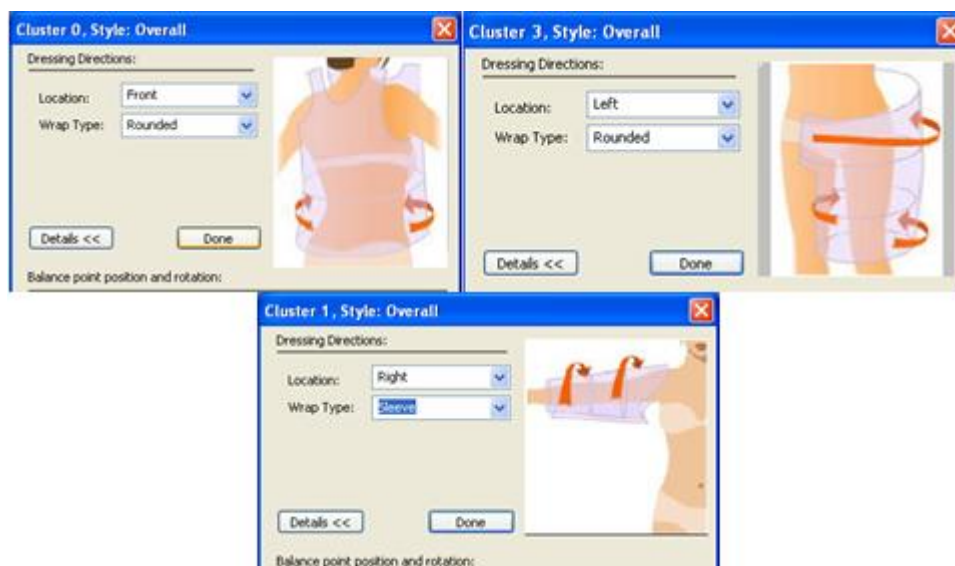 Cluster 0, Style: Overall
Dressing Directions:
Location: Front
Wrap Type: Rounded
Details <<
Done
Balance point position and rotation:
Cluster 3, Style: Overall
Dressing Directions:
Location: Left
Wrap Type: Rounded
Details <<
Done
Cluster 1, Style: Overall
Dressing Directions:
Location: Right
Wrap Type: Sleeve
Details <<
Done
Balance point position and rotation: